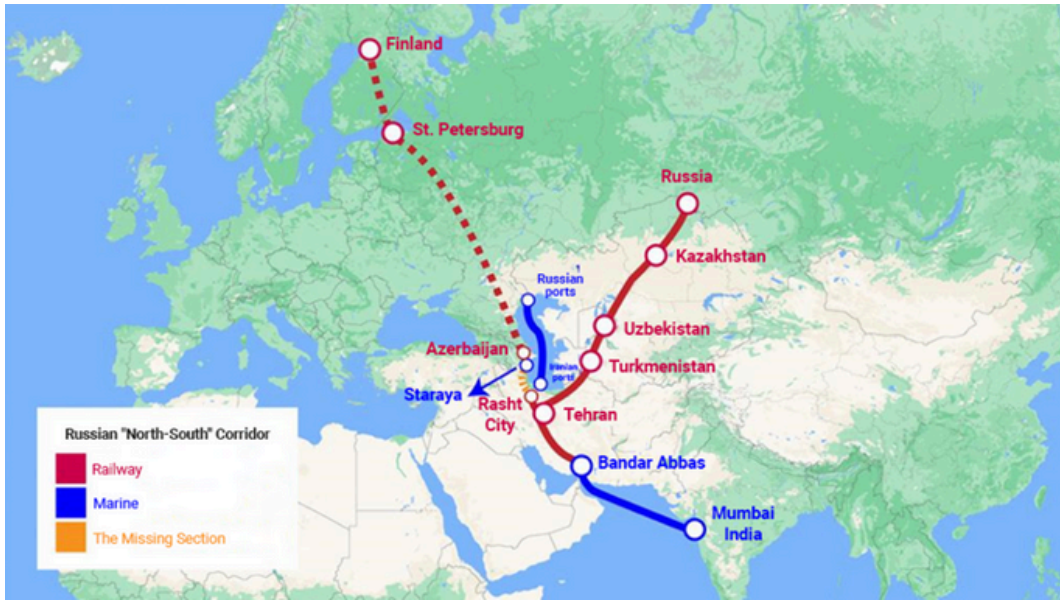 Finland
St. Petersburg
Russia
Kazakhstan
1
Russian
ports
Uzbekistan
Azerbaijan
Iranian
ports
Turkmenistan
Staraya
Rasht
City
Tehran
Bandar Abbas
Mumbai
India
Russian "North-South" Corridor
Railway
Marine
The Missing Section